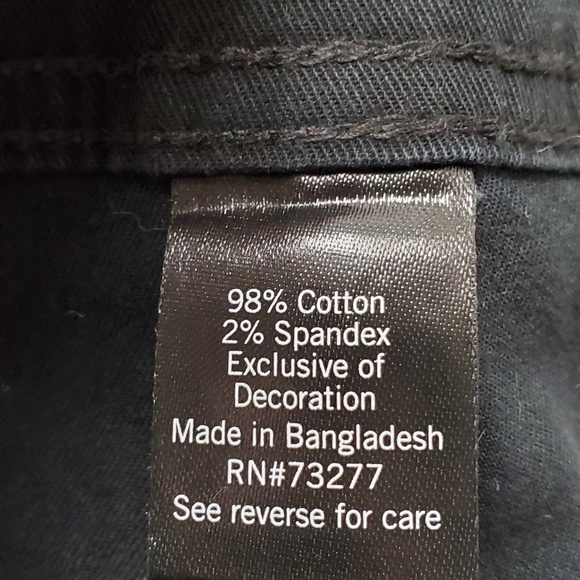 98% Cotton
2% Spandex
Exclusive of
Decoration
Made in Bangladesh
RN#73277
See reverse for care